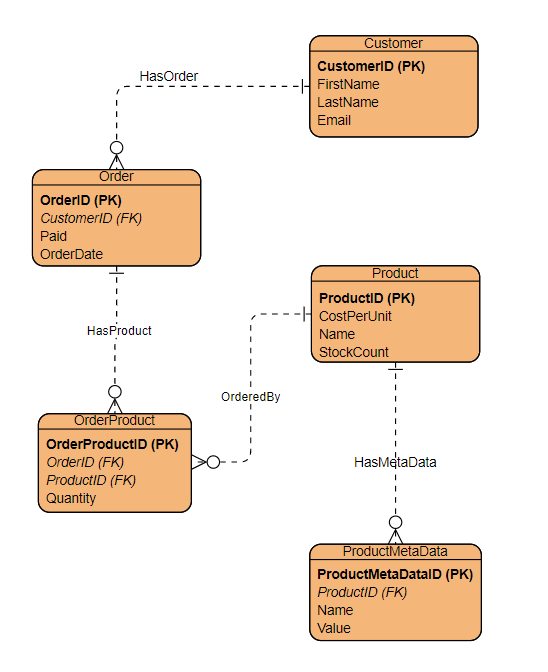 Customer
CustomerID (PK)
FirstName
LastName
Email
HasOrder
Order
OrderID (PK)
CustomerID (FK)
Paid
OrderDate
Product
ProductID (PK)
CostPerUnit
Name
StockCount
HasProduct
OrderedBy
OrderProduct
OrderProductID (PK)
OrderID (FK)
ProductID (FK)
Quantity
HasMetaData
ProductMetaData
ProductMetaDataID (PK)
ProductID (FK)
Name
Value